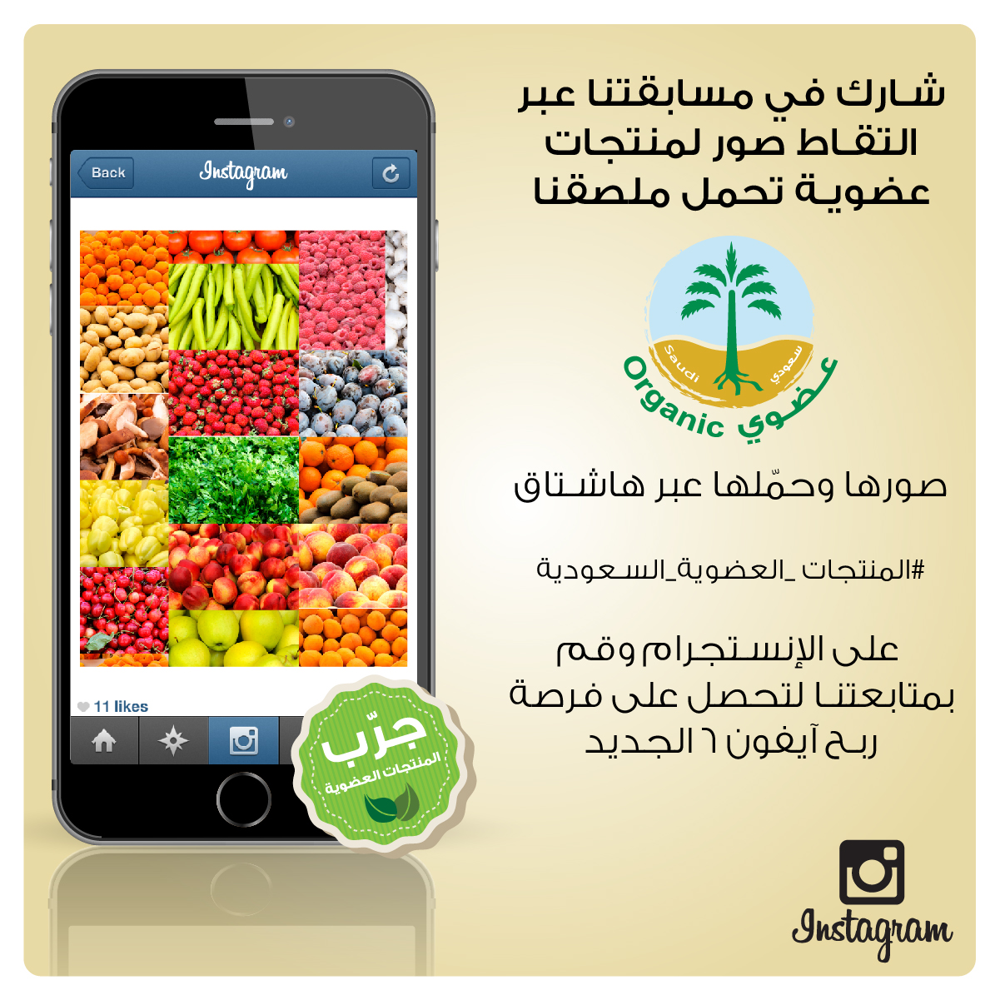 شارك في مسابقتنا عبر
التقاط صور لمنتجات
عضوية تحمل ملصقنا
Saudi سعودي
Organic عضوي
صورها وحمّلها عبر هاشتاق
#المنتجات _العضوية_السعودية
على الإنستجرام وقم
بمتابعتنا لتحصل على فرصة
ربح آيفون ٦ الجديد
Back
Instagram
11 likes
جرّب
المنتجات العضوية
Instagram